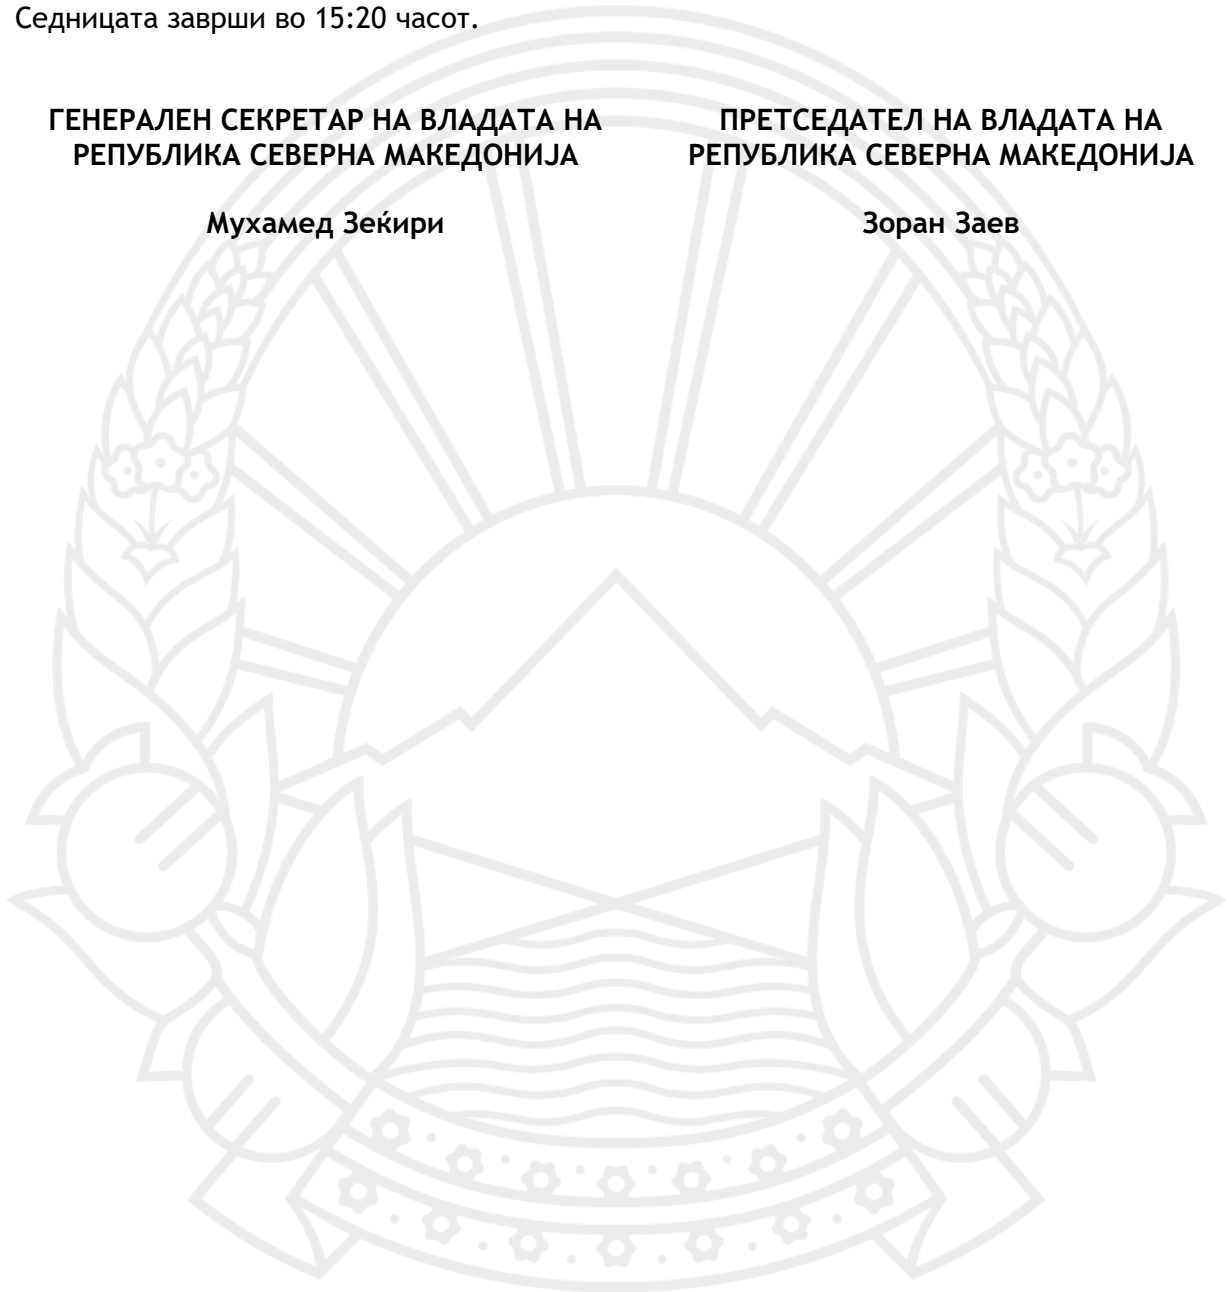 Седницата заврши во 15:20 часот.
ГЕНЕРАЛЕН СЕКРЕТАР НА ВЛАДАТА НА
РЕПУБЛИКА СЕВЕРНА МАКЕДОНИЈА
Мухамед Зеќири
ПРЕТСЕДАТЕЛ НА ВЛАДАТА НА
РЕПУБЛИКА СЕВЕРНА МАКЕДОНИЈА
Зоран Заев